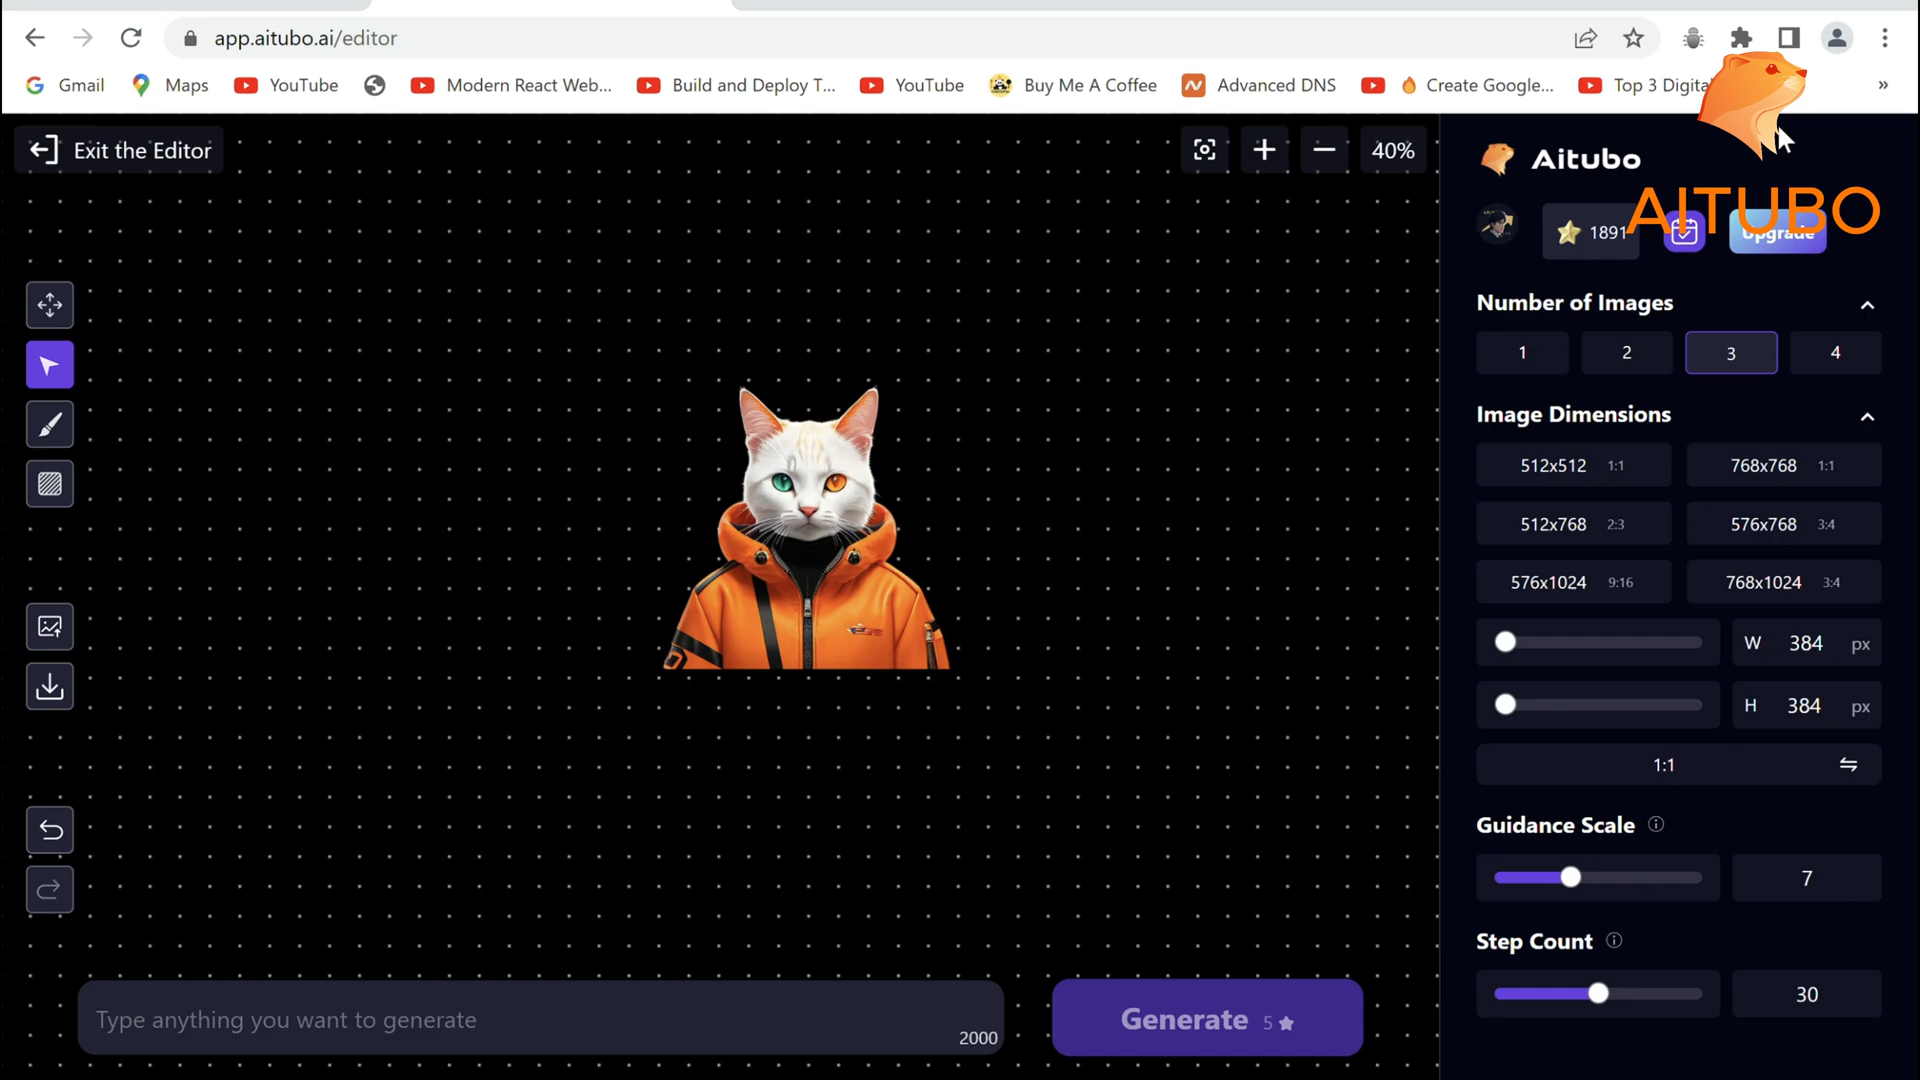 app.aitubo.ai/editor
Gmail
Maps
YouTube
Modern React Web...
Build and Deploy T...
YouTube
Buy Me A Coffee
Advanced DNS
Create Google...
Top 3 Digita
»
Exit the Editor
40%
Aitubo
AITUBO
1891
Upgrade
Number of Images
1
2
3
4
Image Dimensions
512x512 1:1
768x768 1:1
512x768 2:3
576x768 3:4
576x1024 9:16
768x1024 3:4
W 384 px
H 384 px
1:1
Guidance Scale
7
Step Count
30
Type anything you want to generate
2000
Generate 5